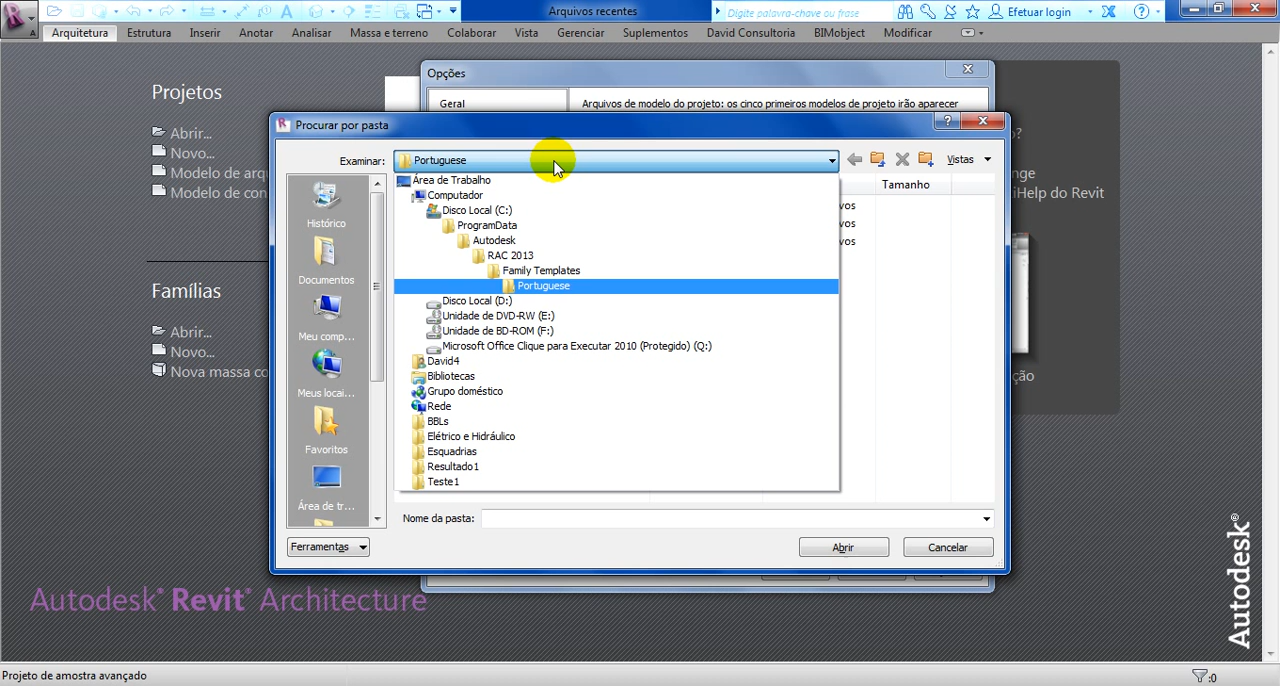 Arquivos recentes
Digite palavra-chave ou frase
Efetuar login
Arquitetura Estrutura Inserir Anotar Analisar Massa e terreno Colaborar Vista Gerenciar Suplementos David Consultoria BIMobject Modificar
Projetos
Abrir...
Novo...
Modelo de arq
Modelo de con
Famílias
Abrir...
Novo...
Nova massa co
Opções
Geral
Arquivos de modelo do projeto: os cinco primeiros modelos de projeto irão aparecer
Procurar por pasta
Examinar:
Portuguese
Vistas
Histórico
Documentos
Meu comp...
Meus locai...
Favoritos
Área de tr...
Área de Trabalho
Computador
Disco Local (C:)
ProgramData
Autodesk
RAC 2013
Family Templates
Portuguese
Disco Local (D:)
Unidade de DVD-RW (E:)
Unidade de BD-ROM (F:)
Microsoft Office Clique para Executar 2010 (Protegido) (Q:)
David4
Bibliotecas
Grupo doméstico
Rede
BBLs
Elétrico e Hidráulico
Esquadrias
Resultado1
Teste1
Tamanho
vos
vos
vos
Nome da pasta:
Ferramentas
Abrir
Cancelar
o?
nge
iHelp do Revit
ção
Autodesk® Revit® Architecture
Autodesk®
Projeto de amostra avançado
:0